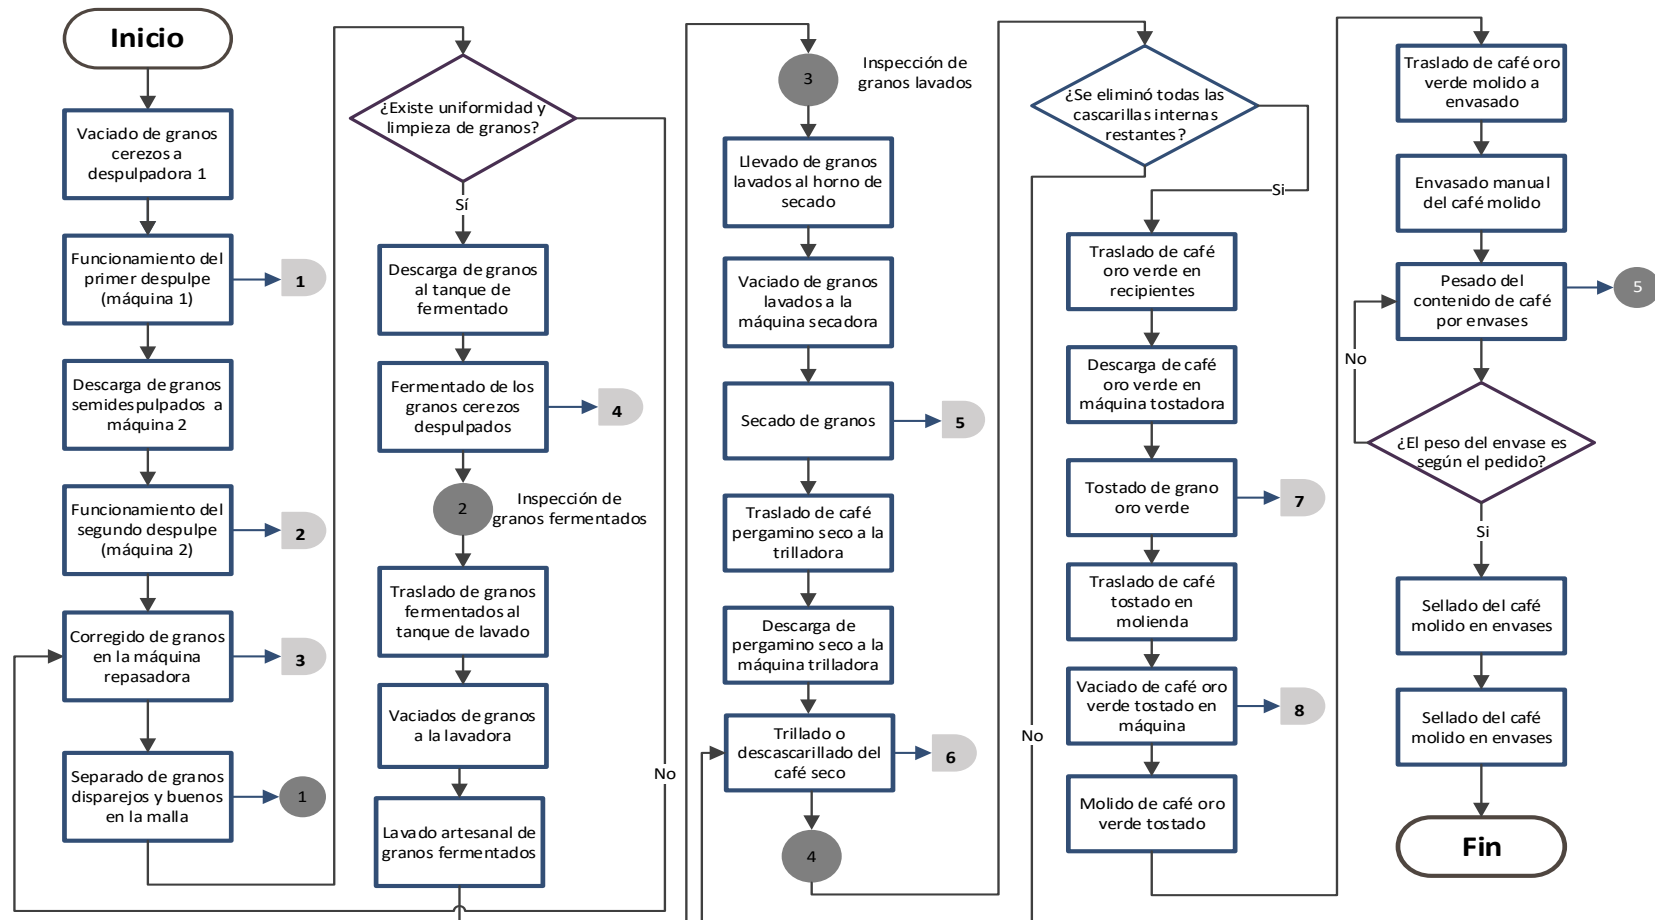 Inicio
Vaciado de granos
cerezos a
despulpadora 1
Funcionamiento del
primer despulpe
(máquina 1)
1
Descarga de granos
semidespulpados a
máquina 2
Funcionamiento del
segundo despulpe
(máquina 2)
2
Corregido de granos
en la máquina
repasadora
3
Separado de granos
disparejos y buenos
en la malla
1
¿Existe uniformidad y
limpieza de granos?
Sí
No
Descarga de granos
al tanque de
fermentado
Fermentado de los
granos cerezos
despulpados
4
2
Inspección de
granos fermentados
Traslado de granos
fermentados al
tanque de lavado
Vaciados de granos
a la lavadora
Lavado artesanal de
granos fermentados
3
Inspección de
granos lavados
Llevado de granos
lavados al horno de
secado
Vaciado de granos
lavados a la
máquina secadora
Secado de granos
5
Traslado de café
pergamino seco a la
trilladora
Descarga de
pergamino seco a la
máquina trilladora
Trillado o
descascarillado del
café seco
6
4
¿Se eliminó todas las
cascarillas internas
restantes?
Si
No
Traslado de café
oro verde en
recipientes
Descarga de café
oro verde en
máquina tostadora
Tostado de grano
oro verde
7
Traslado de café
tostado en
molienda
Vaciado de café oro
verde tostado en
máquina
8
Molido de café oro
verde tostado
Traslado de café oro
verde molido a
envasado
Envasado manual
del café molido
Pesado del
contenido de café
por envases
5
No
¿El peso del envase es
según el pedido?
Si
Sellado del café
molido en envases
Sellado del café
molido en envases
Fin